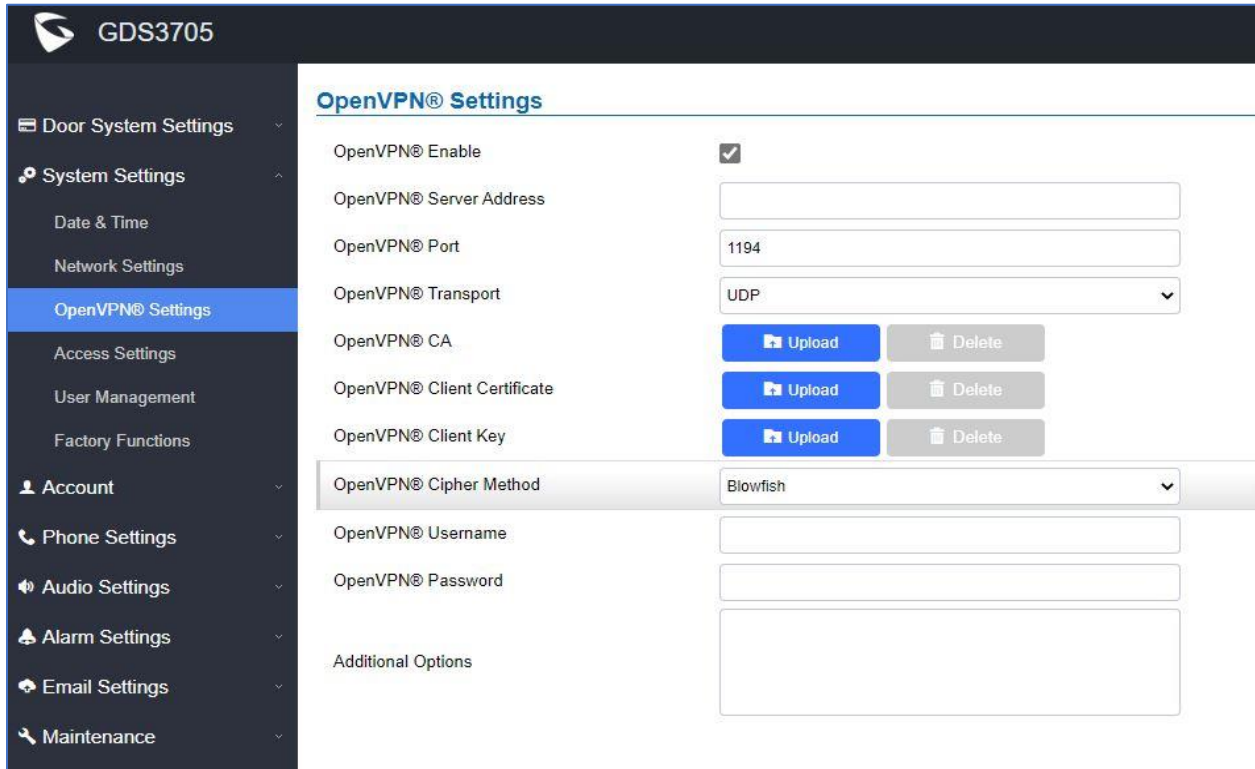 GDS3705
Door System Settings
System Settings
Date & Time
Network Settings
OpenVPN® Settings
Access Settings
User Management
Factory Functions
Account
Phone Settings
Audio Settings
Alarm Settings
Email Settings
Maintenance
OpenVPN® Settings
OpenVPN® Enable
OpenVPN® Server Address
OpenVPN® Port 1194
OpenVPN® Transport UDP
OpenVPN® CA Upload Delete
OpenVPN® Client Certificate Upload Delete
OpenVPN® Client Key Upload Delete
OpenVPN® Cipher Method Blowfish
OpenVPN® Username
OpenVPN® Password
Additional Options